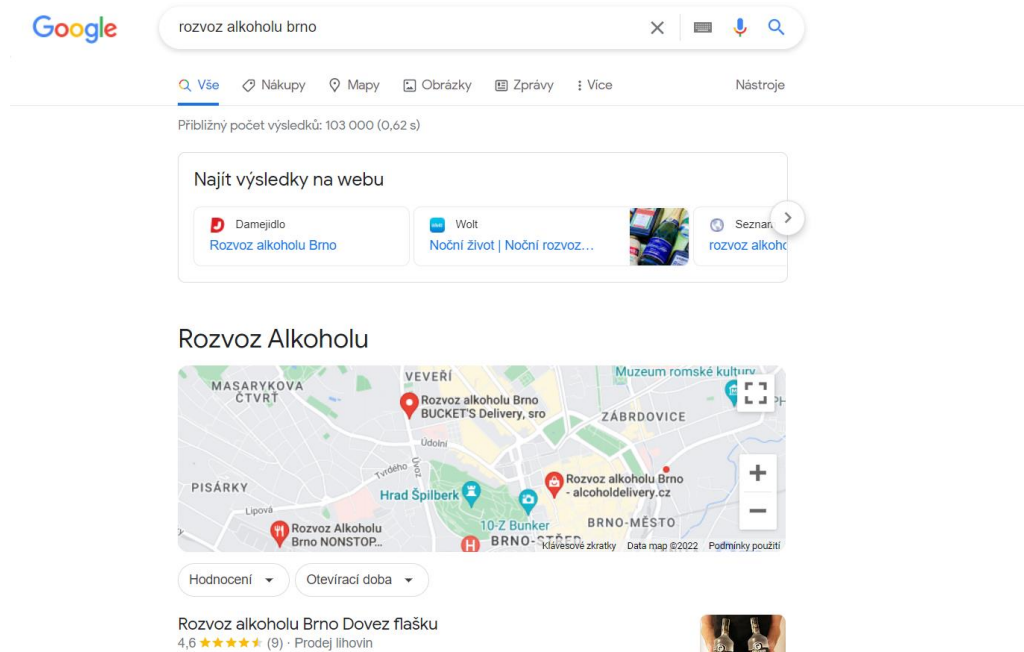 Google
rozvoz alkoholu brno
Vše Nákupy Mapy Obrázky Zprávy Více Nástroje
Přibližný počet výsledků: 103 000 (0,62 s)
Najít výsledky na webu
Damejidlo
Rozvoz alkoholu Brno
Wolt
Noční život | Noční rozvoz…
Seznam
rozvoz alkoho
Rozvoz Alkoholu
MASARYKOVA
ČTVRŤ
VEVEŘÍ
Muzeum romské kultury
Rozvoz alkoholu Brno
BUCKET'S Delivery, sro
ZÁBRDOVICE
Údolní
Tvrdého
Úvoz
PISÁRKY
Hrad Špilberk
Rozvoz alkoholu Brno
- alcoholdelivery.cz
Lipová
Rozvoz Alkoholu
Brno NONSTOP...
10-Z Bunker
BRNO-MĚSTO
BRNO-STŘED
Klávesové zkratky Data map ©2022 Podmínky použití
Hodnocení Otevírací doba
Rozvoz alkoholu Brno Dovez flašku
4,6 (9) · Prodej lihovin